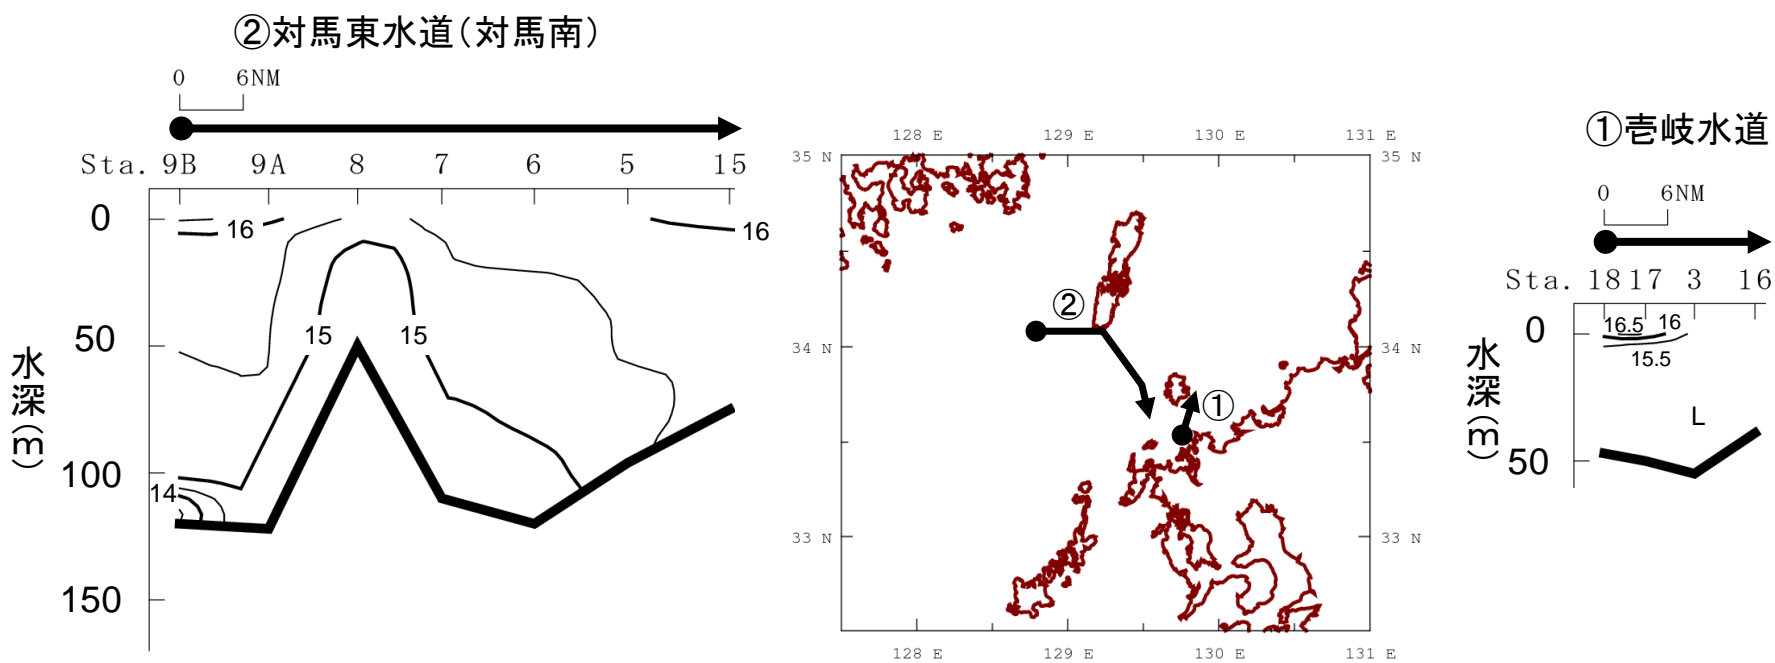 ②対馬東水道(対馬南)
0 6NM
Sta. 9B 9A 8 7 6 5 15
0
50
100
150
水深(m)
16
16
15
15
14
128 E 129 E 130 E 131 E
35 N 35 N
34 N 34 N
33 N 33 N
128 E 129 E 130 E 131 E
②
①
①壱岐水道
0 6NM
Sta. 18 17 3 16
0
50
水深(m)
16.5 16
15.5
L